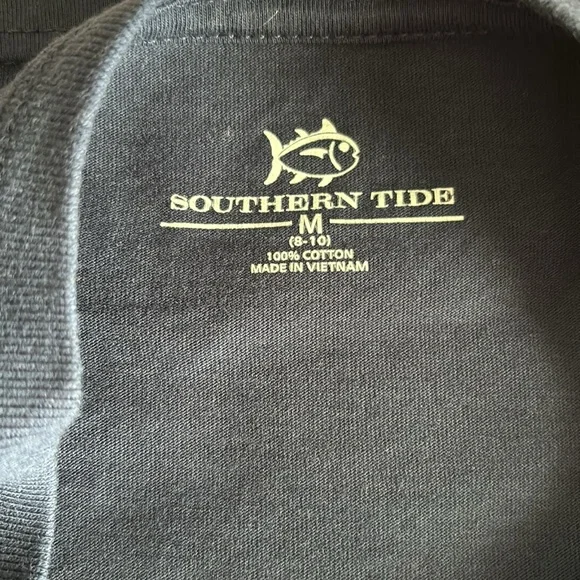 SOUTHERN TIDE
M
(8-10)
100% COTTON
MADE IN VIETNAM